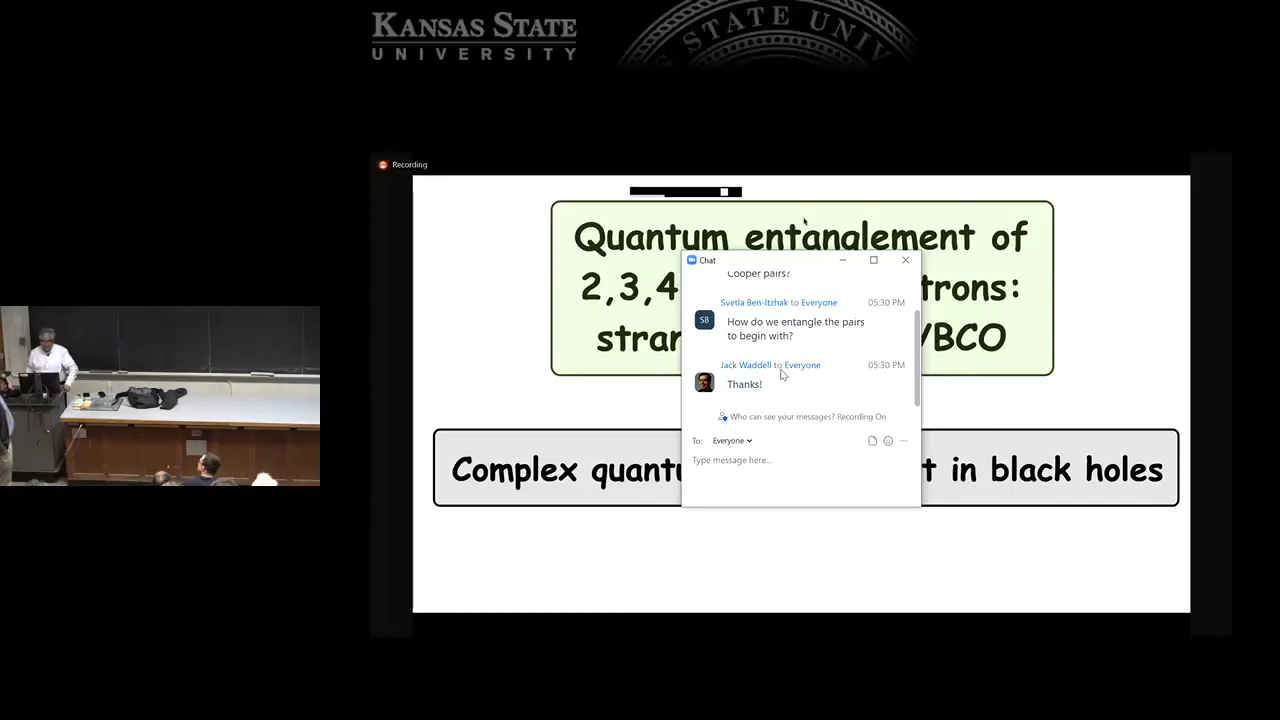 KANSAS STATE
UNIVERSITY
STATE UNIV
Recording
Quantum entanglement of
2,3,4
trons:
stran
YBCO
Complex quantu
t in black holes
Chat
Cooper pairs?
Svetla Ben-Itzhak to Everyone 05:30 PM
SB
How do we entangle the pairs
to begin with?
Jack Waddell to Everyone 05:30 PM
Thanks!
Who can see your messages? Recording On
To: Everyone
Type message here...